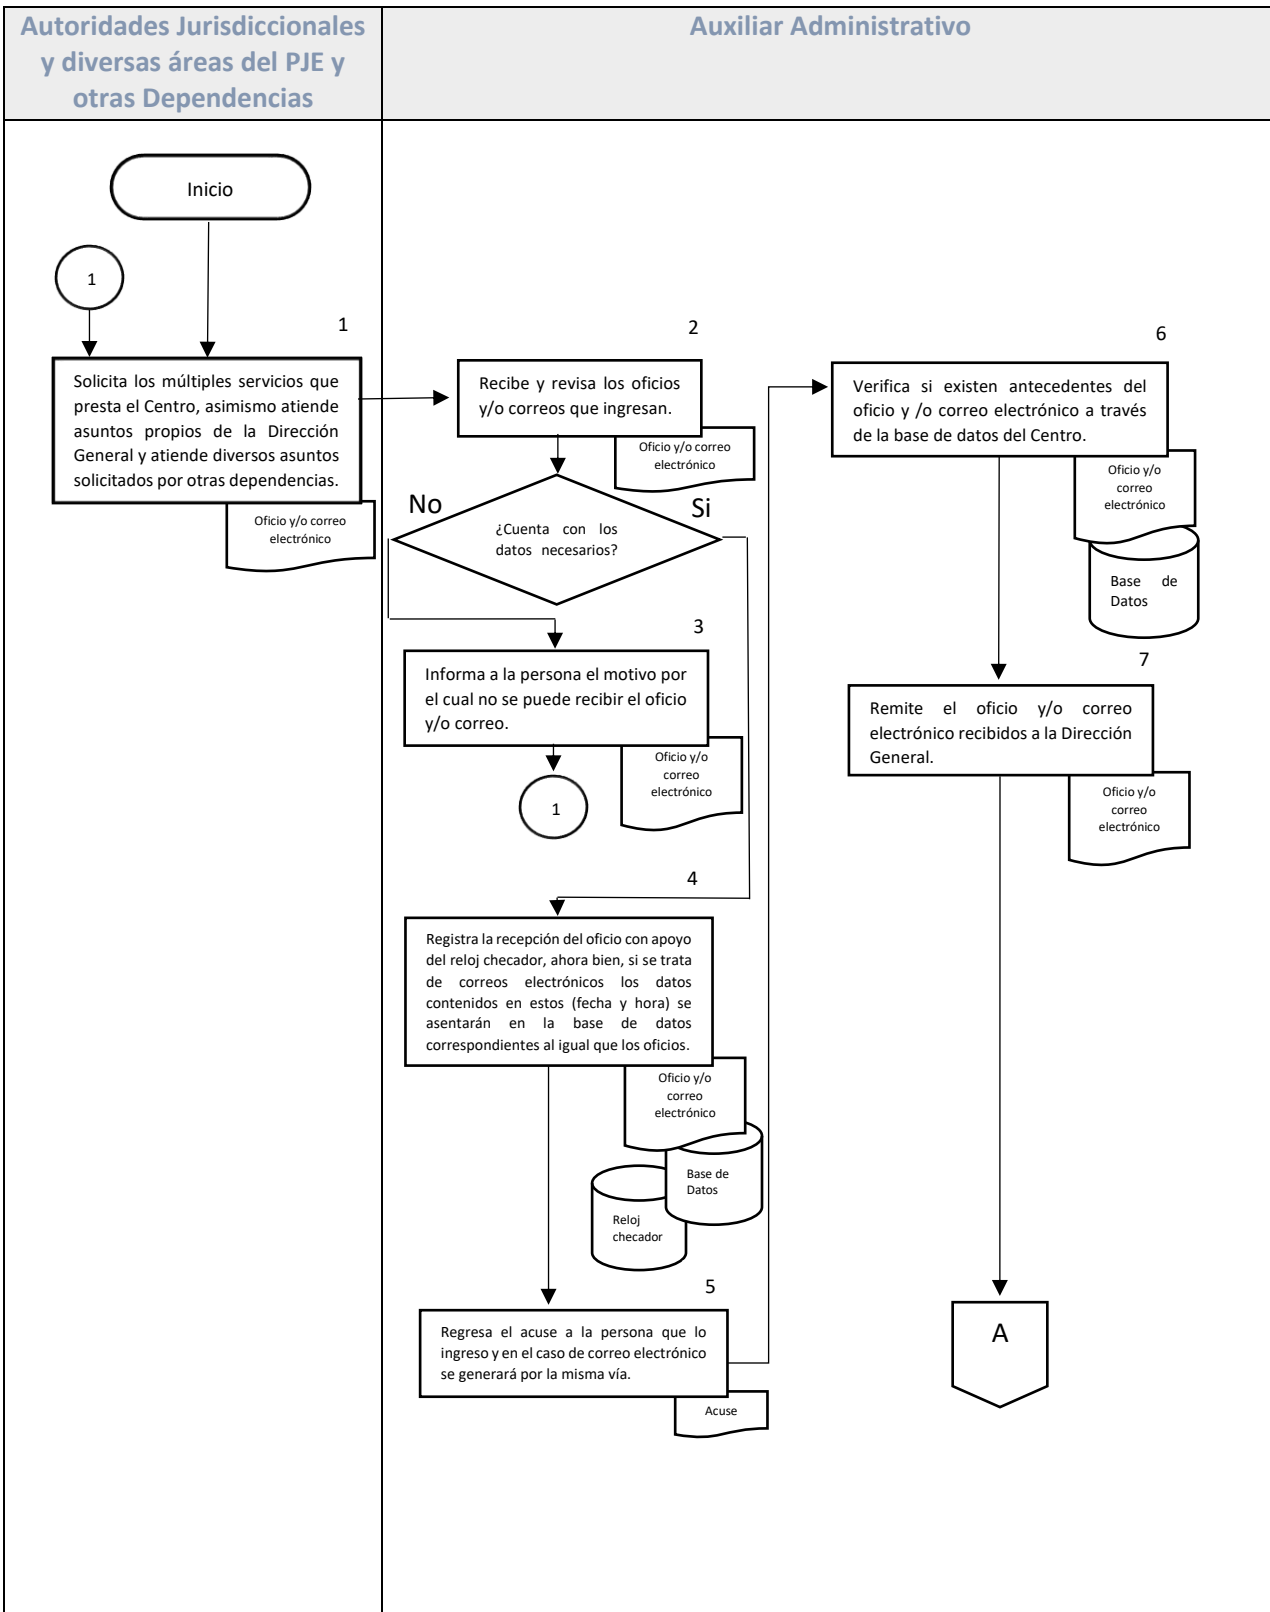 Autoridades Jurisdiccionales
y diversas áreas del PJE y
otras Dependencias
Auxiliar Administrativo
Inicio
1
1
Solicita los múltiples servicios que
presta el Centro, asimismo atiende
asuntos propios de la Dirección
General y atiende diversos asuntos
solicitados por otras dependencias.
Oficio y/o correo
electrónico
2
Recibe y revisa los oficios
y/o correos que ingresan.
Oficio y/o correo
electrónico
No
Si
¿Cuenta con los
datos necesarios?
3
Informa a la persona el motivo por
el cual no se puede recibir el oficio
y/o correo.
Oficio y/o
correo
electrónico
1
4
Registra la recepción del oficio con apoyo
del reloj checador, ahora bien, si se trata
de correos electrónicos los datos
contenidos en estos (fecha y hora) se
asentarán en la base de datos
correspondientes al igual que los oficios.
Oficio y/o
correo
electrónico
Base de
Datos
Reloj
checador
5
Regresa el acuse a la persona que lo
ingreso y en el caso de correo electrónico
se generará por la misma vía.
Acuse
6
Verifica si existen antecedentes del
oficio y /o correo electrónico a través
de la base de datos del Centro.
Oficio y/o
correo
electrónico
Base de
Datos
7
Remite el oficio y/o correo
electrónico recibidos a la Dirección
General.
Oficio y/o
correo
electrónico
A